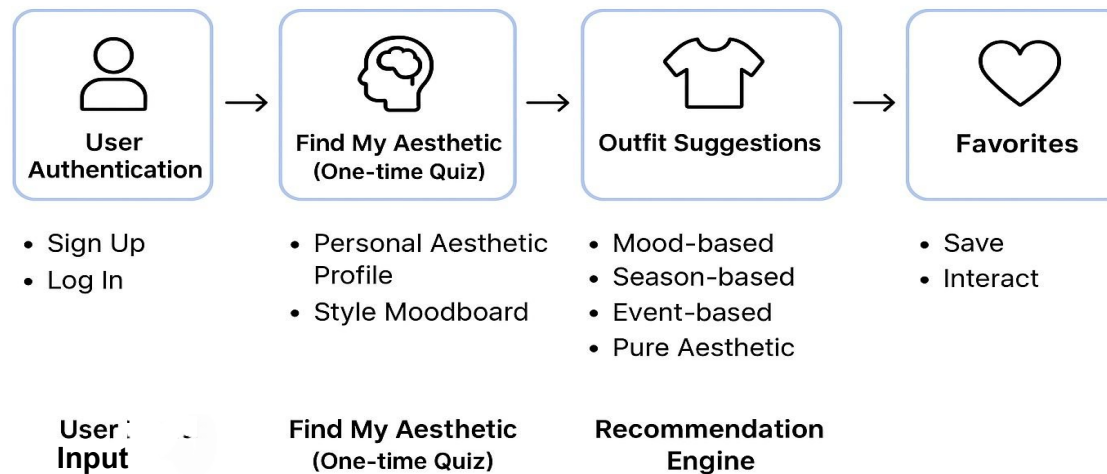 User
Authentication
Find My Aesthetic
(One-time Quiz)
Outfit Suggestions
Favorites
• Sign Up
• Log In
• Personal Aesthetic
Profile
• Style Moodboard
• Mood-based
• Season-based
• Event-based
• Pure Aesthetic
• Save
• Interact
User
Input
Find My Aesthetic
(One-time Quiz)
Recommendation
Engine